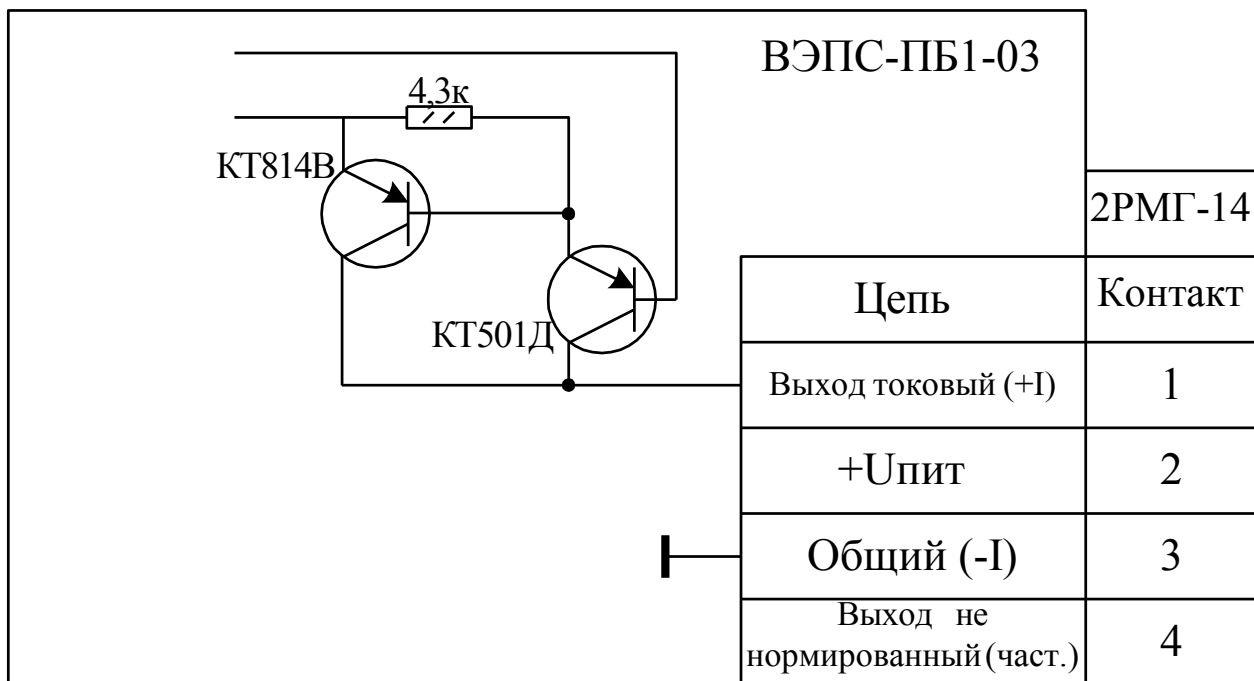 ВЭПС-ПБ1-03
4,3к
КТ814В
2РМГ-14
КТ501Д
Цепь Контакт
Выход токовый (+I) 1
+Uпит 2
Общий (-I) 3
Выход не
нормированный (част.) 4